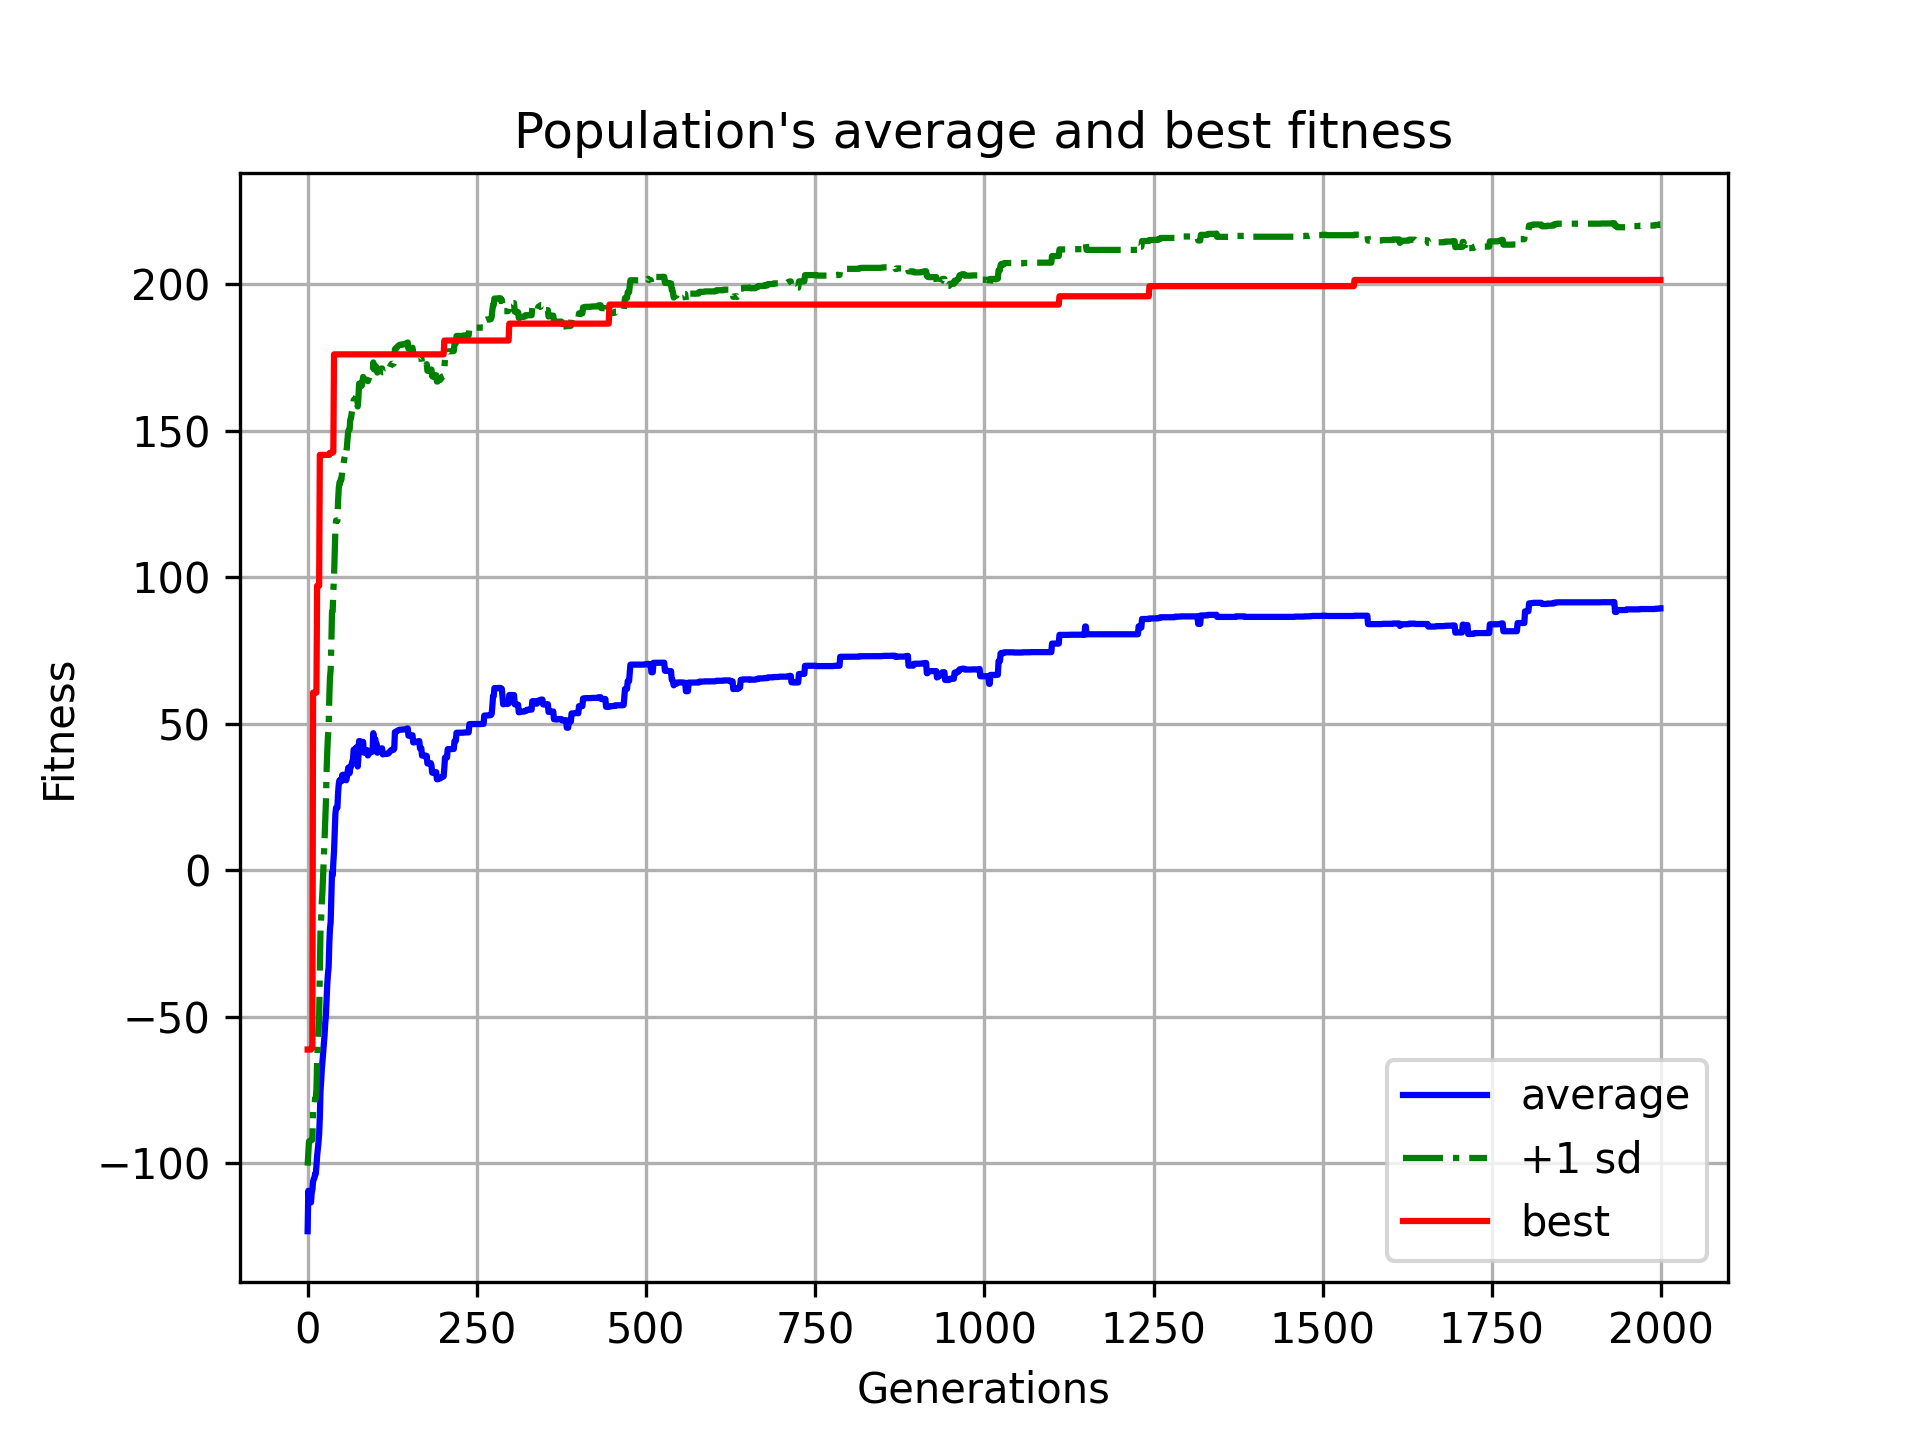 Population's average and best fitness
Fitness
200
150
100
50
0
−50
−100
0 250 500 750 1000 1250 1500 1750 2000
Generations
average
+1 sd
best